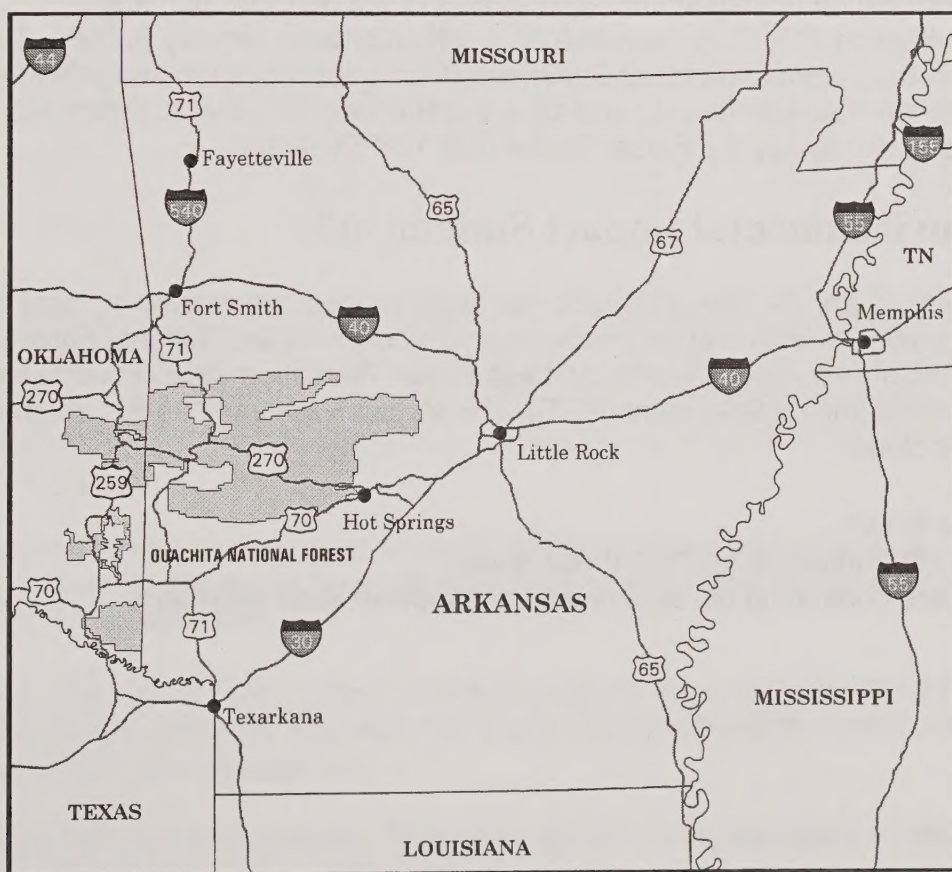 MISSOURI
44
71
155
Fayetteville
540
65
55
67
TN
Fort Smith
40
Memphis
71
OKLAHOMA
270
40
Little Rock
270
259
Hot Springs
70
OUACHITA NATIONAL FOREST
70
55
ARKANSAS
71
30
65
MISSISSIPPI
Texarkana
TEXAS
LOUISIANA